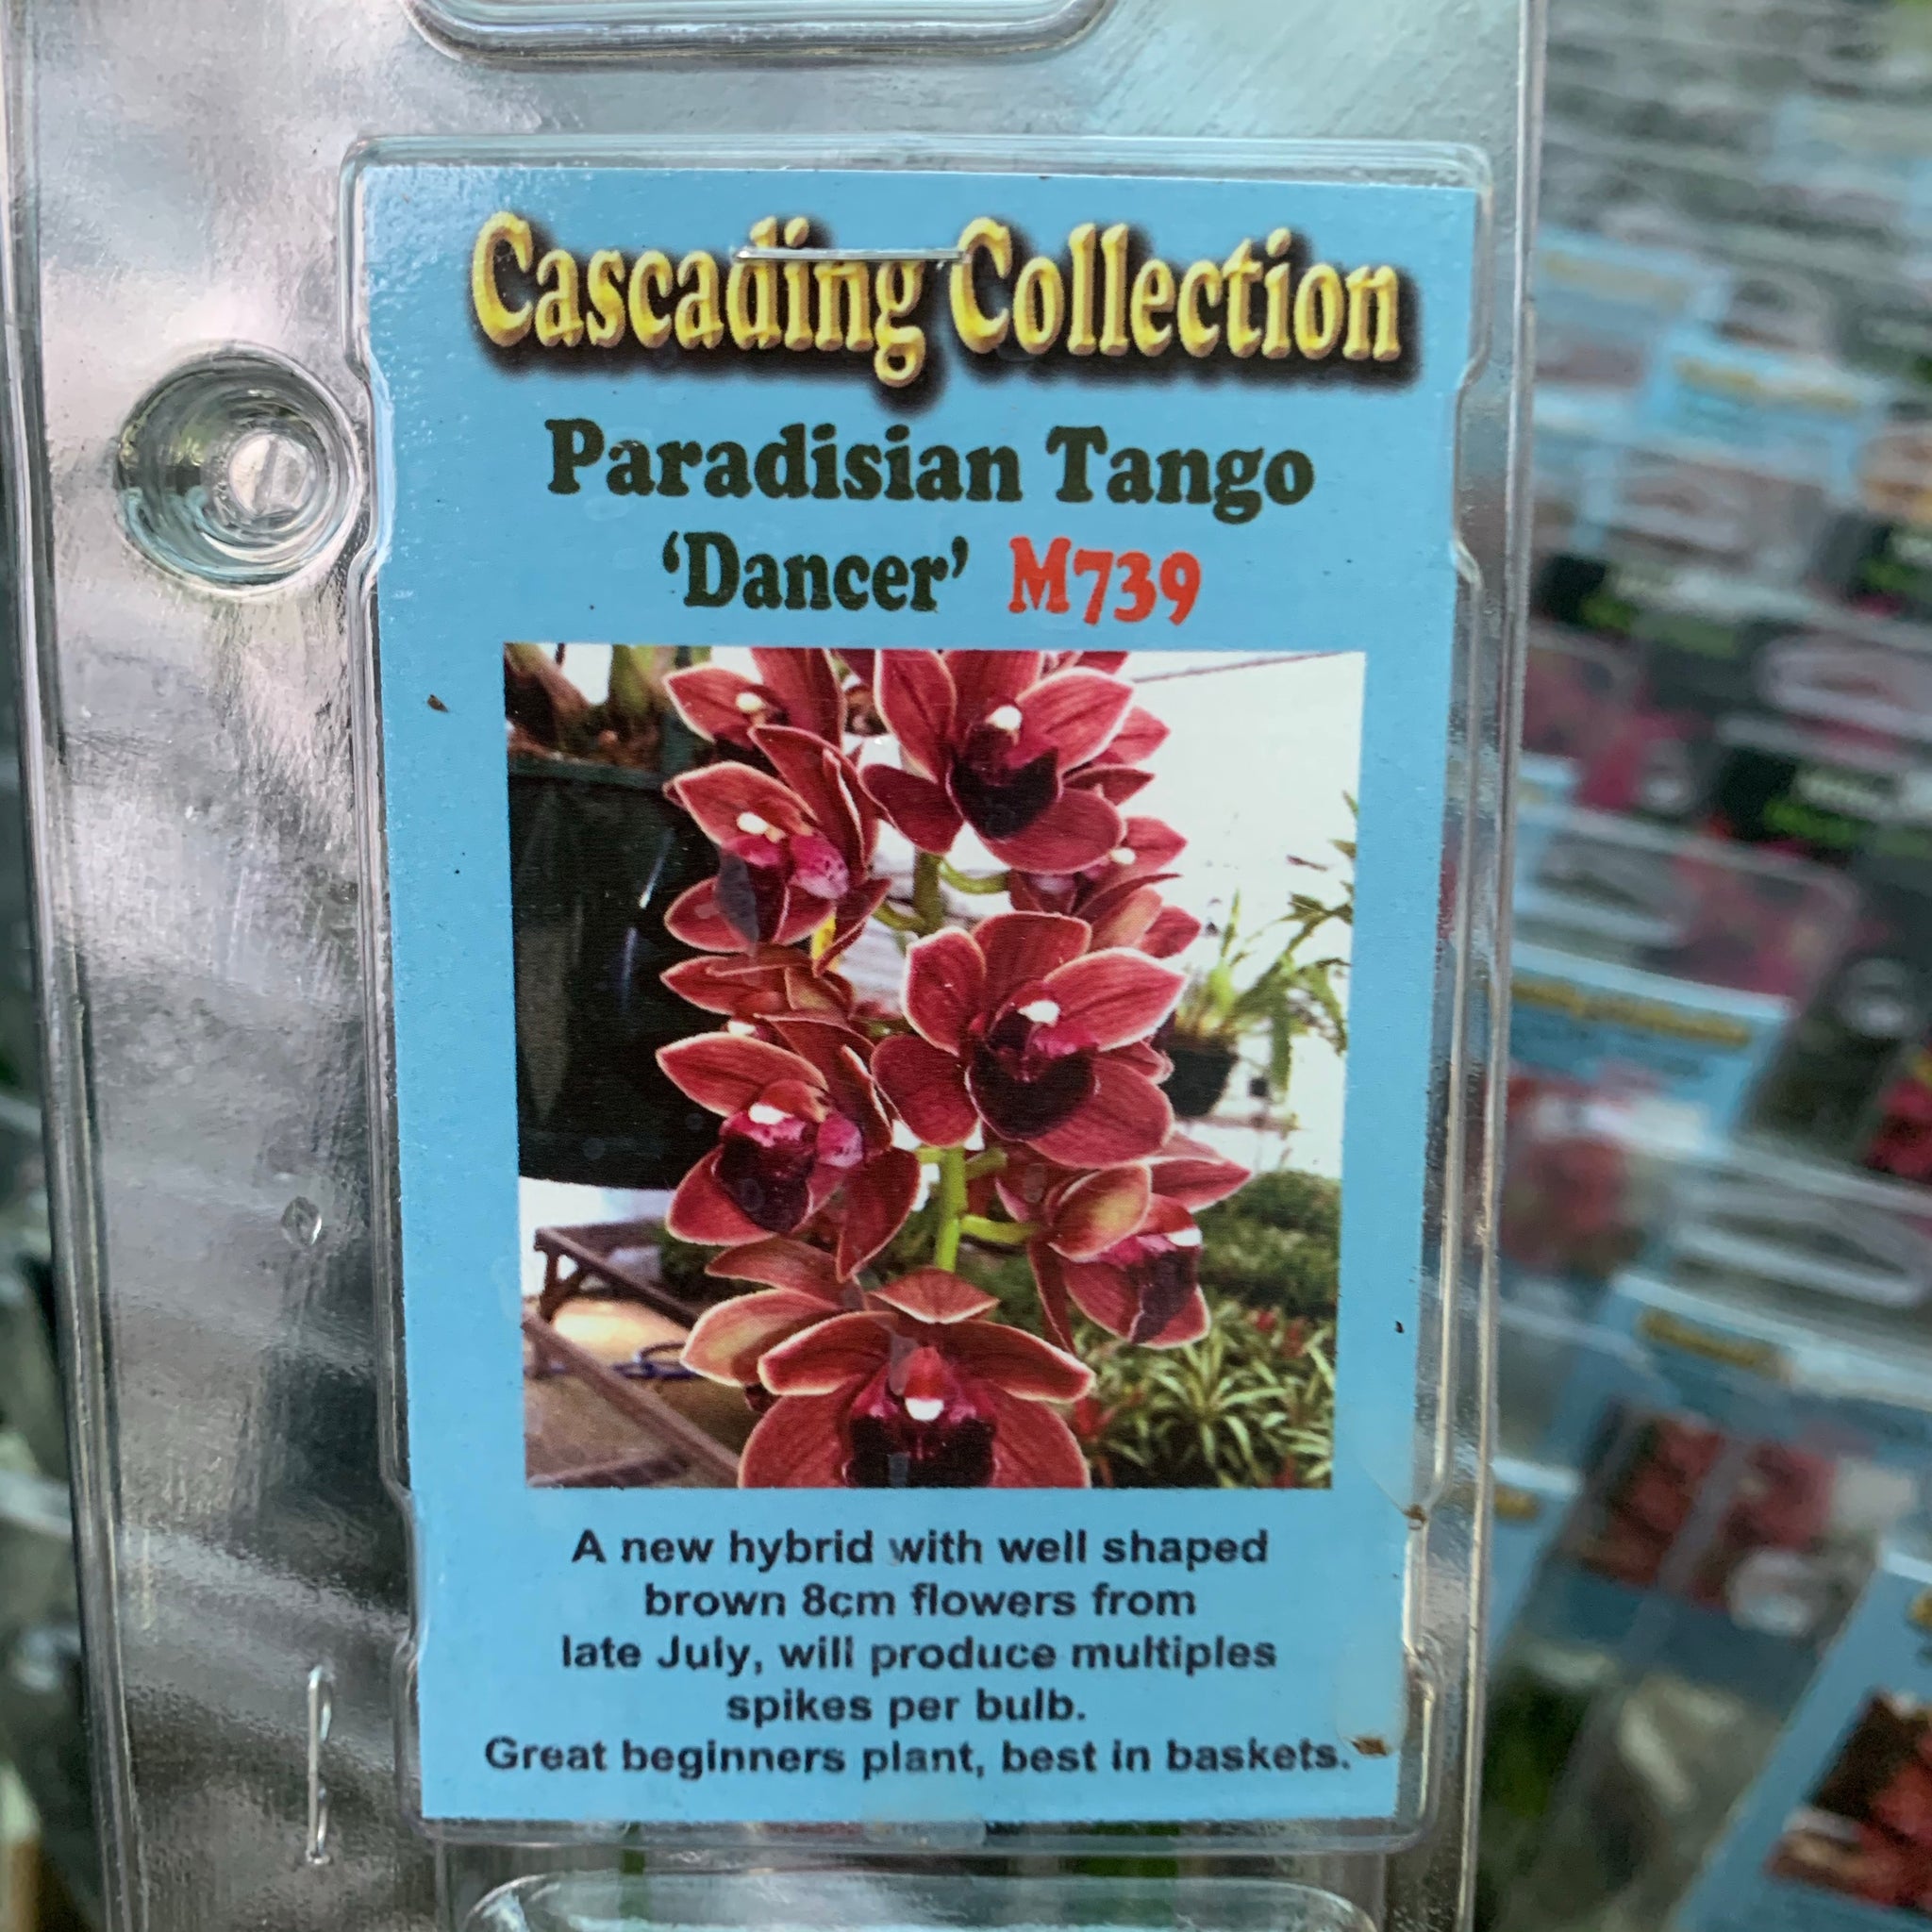 Cascading Collection
Paradisian Tango
‘Dancer’ M739
A new hybrid with well shaped
brown 8cm flowers from
late July, will produce multiples
spikes per bulb.
Great beginners plant, best in baskets.